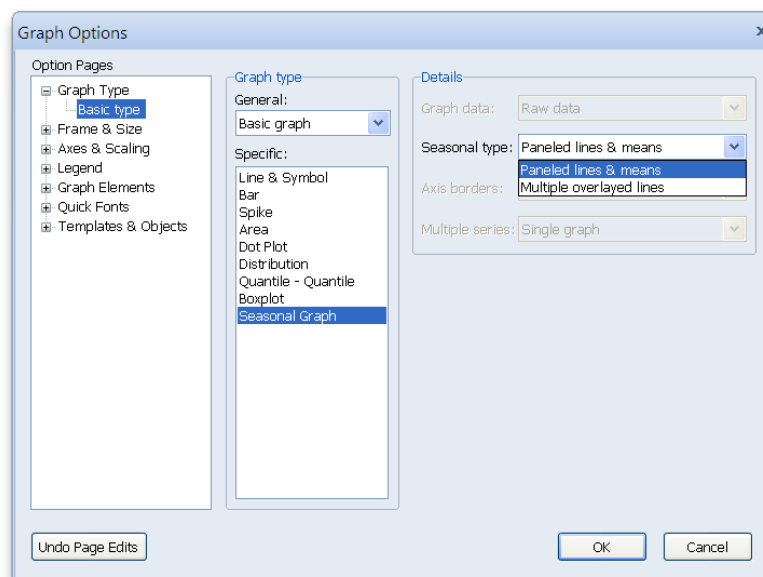 Graph Options
Option Pages
Graph Type
Basic type
Frame & Size
Axes & Scaling
Legend
Graph Elements
Quick Fonts
Templates & Objects
Graph type
General:
Basic graph
Specific:
Line & Symbol
Bar
Spike
Area
Dot Plot
Distribution
Quantile - Quantile
Boxplot
Seasonal Graph
Details
Graph data: Raw data
Seasonal type: Paneled lines & means
Paneled lines & means
Multiple overlayed lines
Axis borders:
Multiple series: Single graph
Undo Page Edits
OK
Cancel